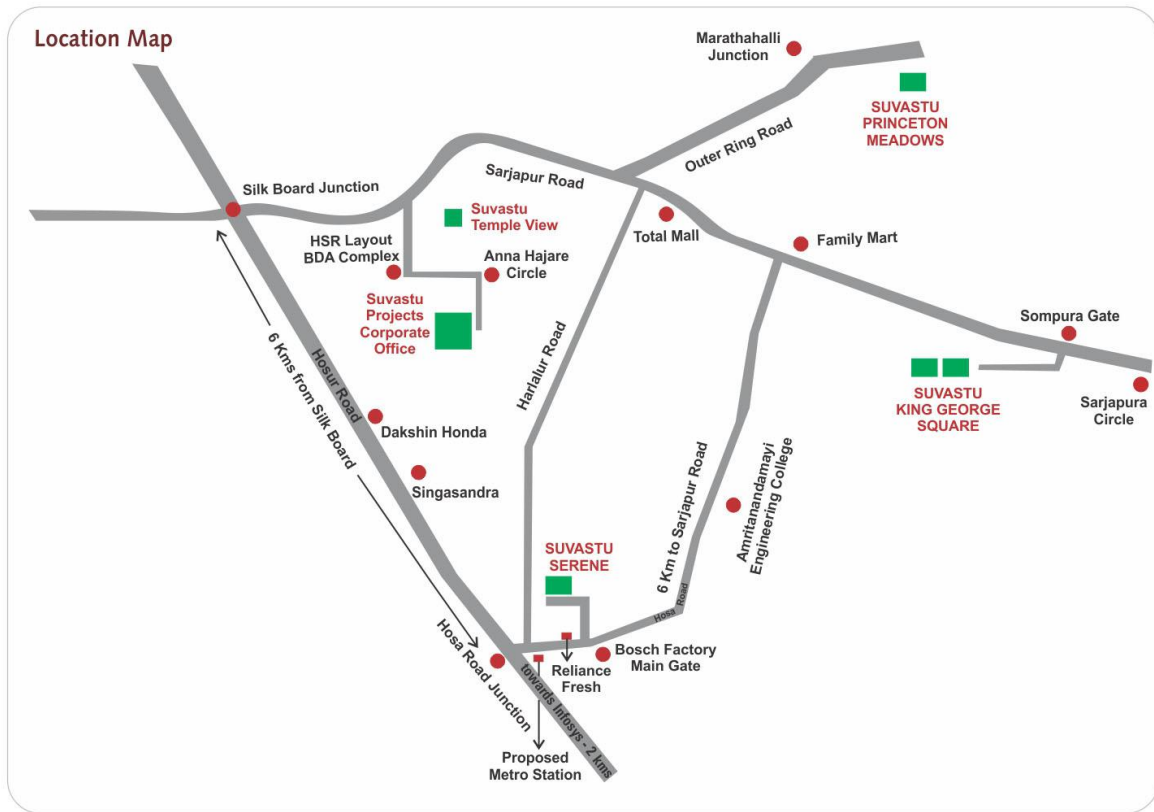 Location Map
Marathahalli
Junction
SUVASTU
PRINCETON
MEADOWS
Outer Ring Road
Sarjapur Road
Silk Board Junction
Suvastu
Temple View
Total Mall
Family Mart
HSR Layout
BDA Complex
Anna Hajare
Circle
Suvastu
Projects
Corporate
Office
Sompura Gate
6 Kms from Silk Board
Hosur Road
Harlalur Road
SUVASTU
KING GEORGE
SQUARE
Sarjapura
Circle
Dakshin Honda
Singasandra
6 Km to Sarjapur Road
Amritanandamayi
Engineering College
SUVASTU
SERENE
Hosa Road
Hosa Road Junction
Bosch Factory
Main Gate
Reliance
Fresh
towards Infosys - 2 kms
Proposed
Metro Station